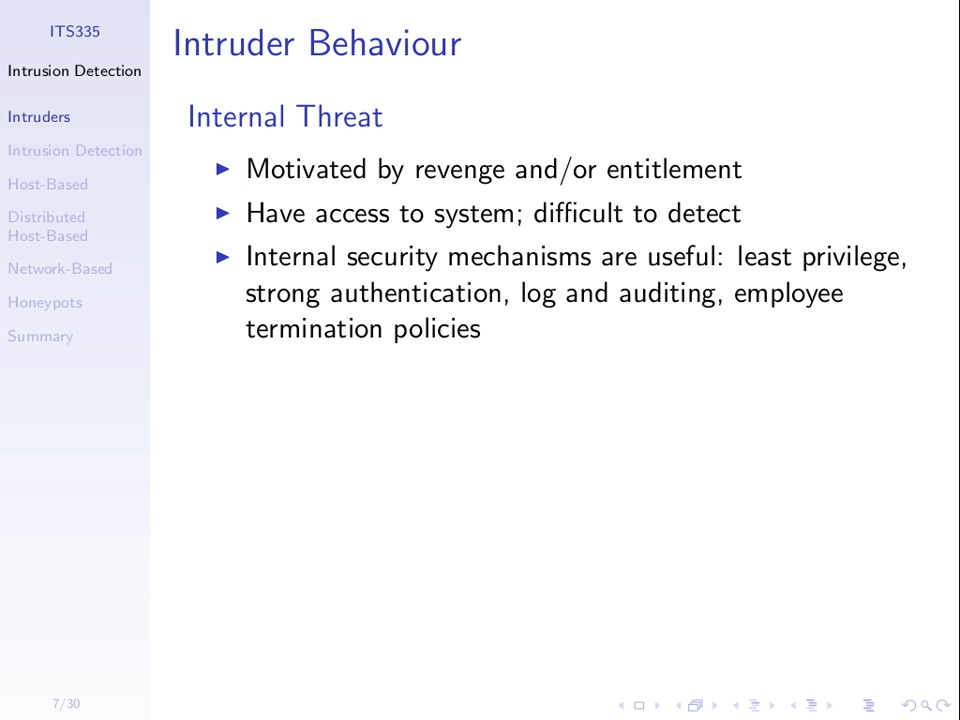 ITS335
Intrusion Detection
Intruders
Intrusion Detection
Host-Based
Distributed
Host-Based
Network-Based
Honeypots
Summary
7/30
Intruder Behaviour
Internal Threat
Motivated by revenge and/or entitlement
Have access to system; difficult to detect
Internal security mechanisms are useful: least privilege,
strong authentication, log and auditing, employee
termination policies